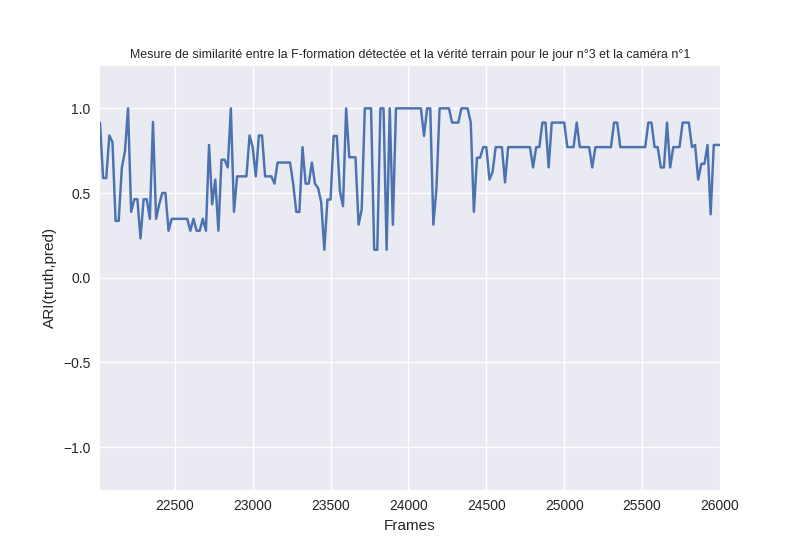 Mesure de similarité entre la F-formation détectée et la vérité terrain pour le jour n°3 et la caméra n°1
1.0
0.5
0.0
−0.5
−1.0
ARI(truth,pred)
22500 23000 23500 24000 24500 25000 25500 26000
Frames